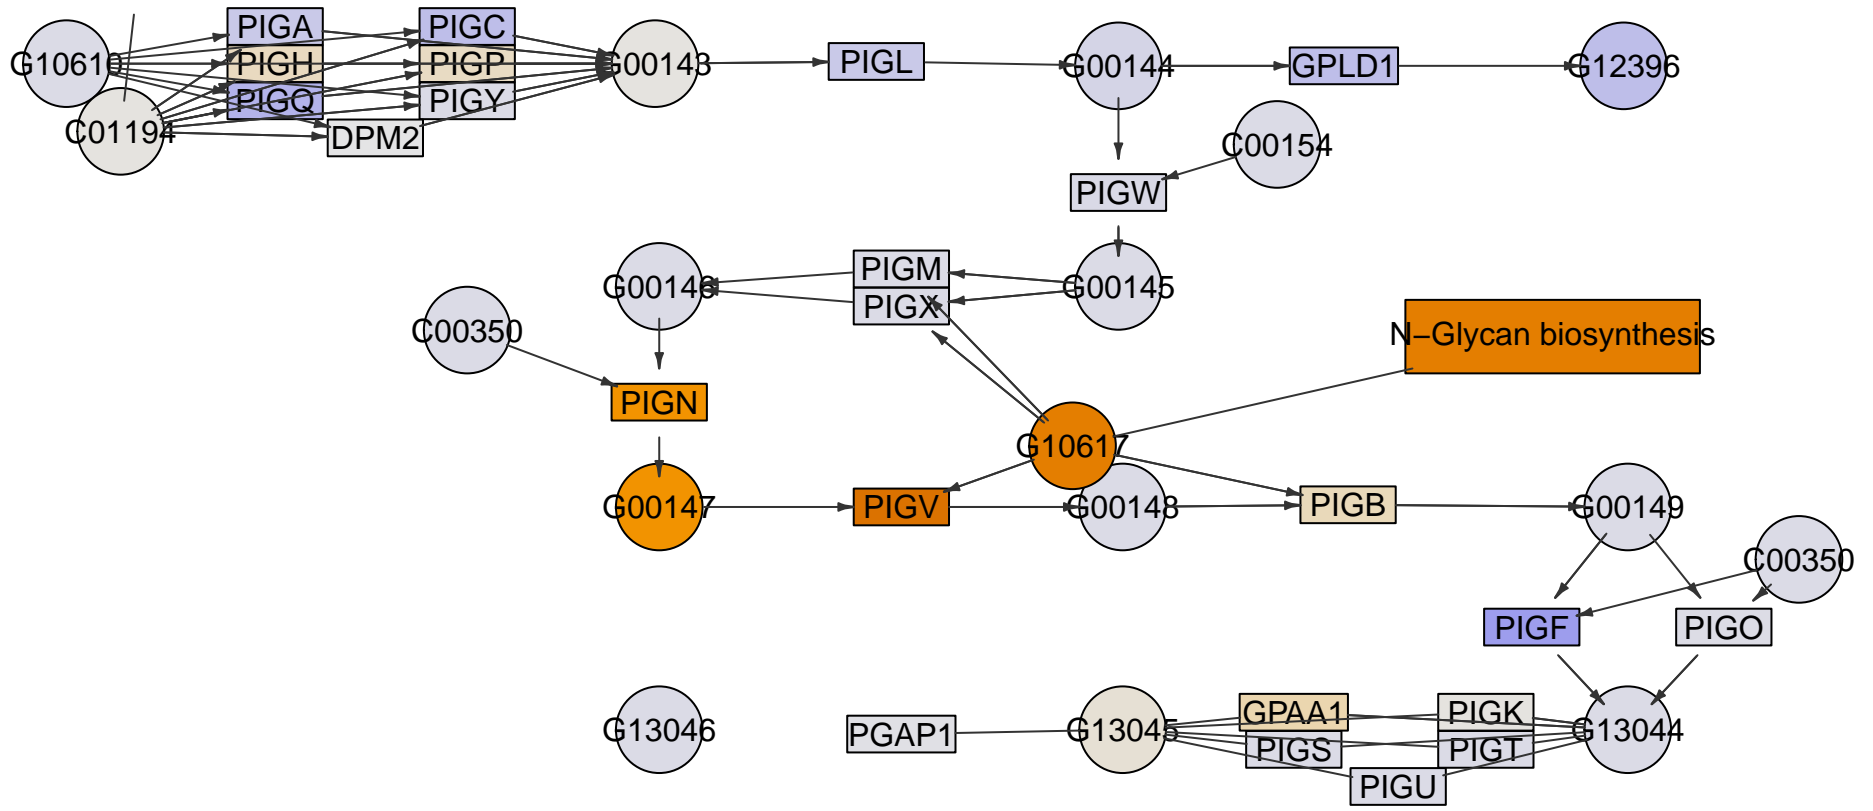 PIGA
PIGC
G10619
PIGH
PIGP
G00143
PIGL
G00144
GPLD1
G12396
PIGQ
PIGY
C01194
DPM2
C00154
PIGW
PIGM
G00146
G00145
PIGX
C00350
N−Glycan biosynthesis
PIGN
G10617
G00147
PIGV
G00148
PIGB
G00149
C00350
PIGF
PIGO
GPAA1
PIGK
G13046
PGAP1
G13045
G13044
PIGS
PIGT
PIGU